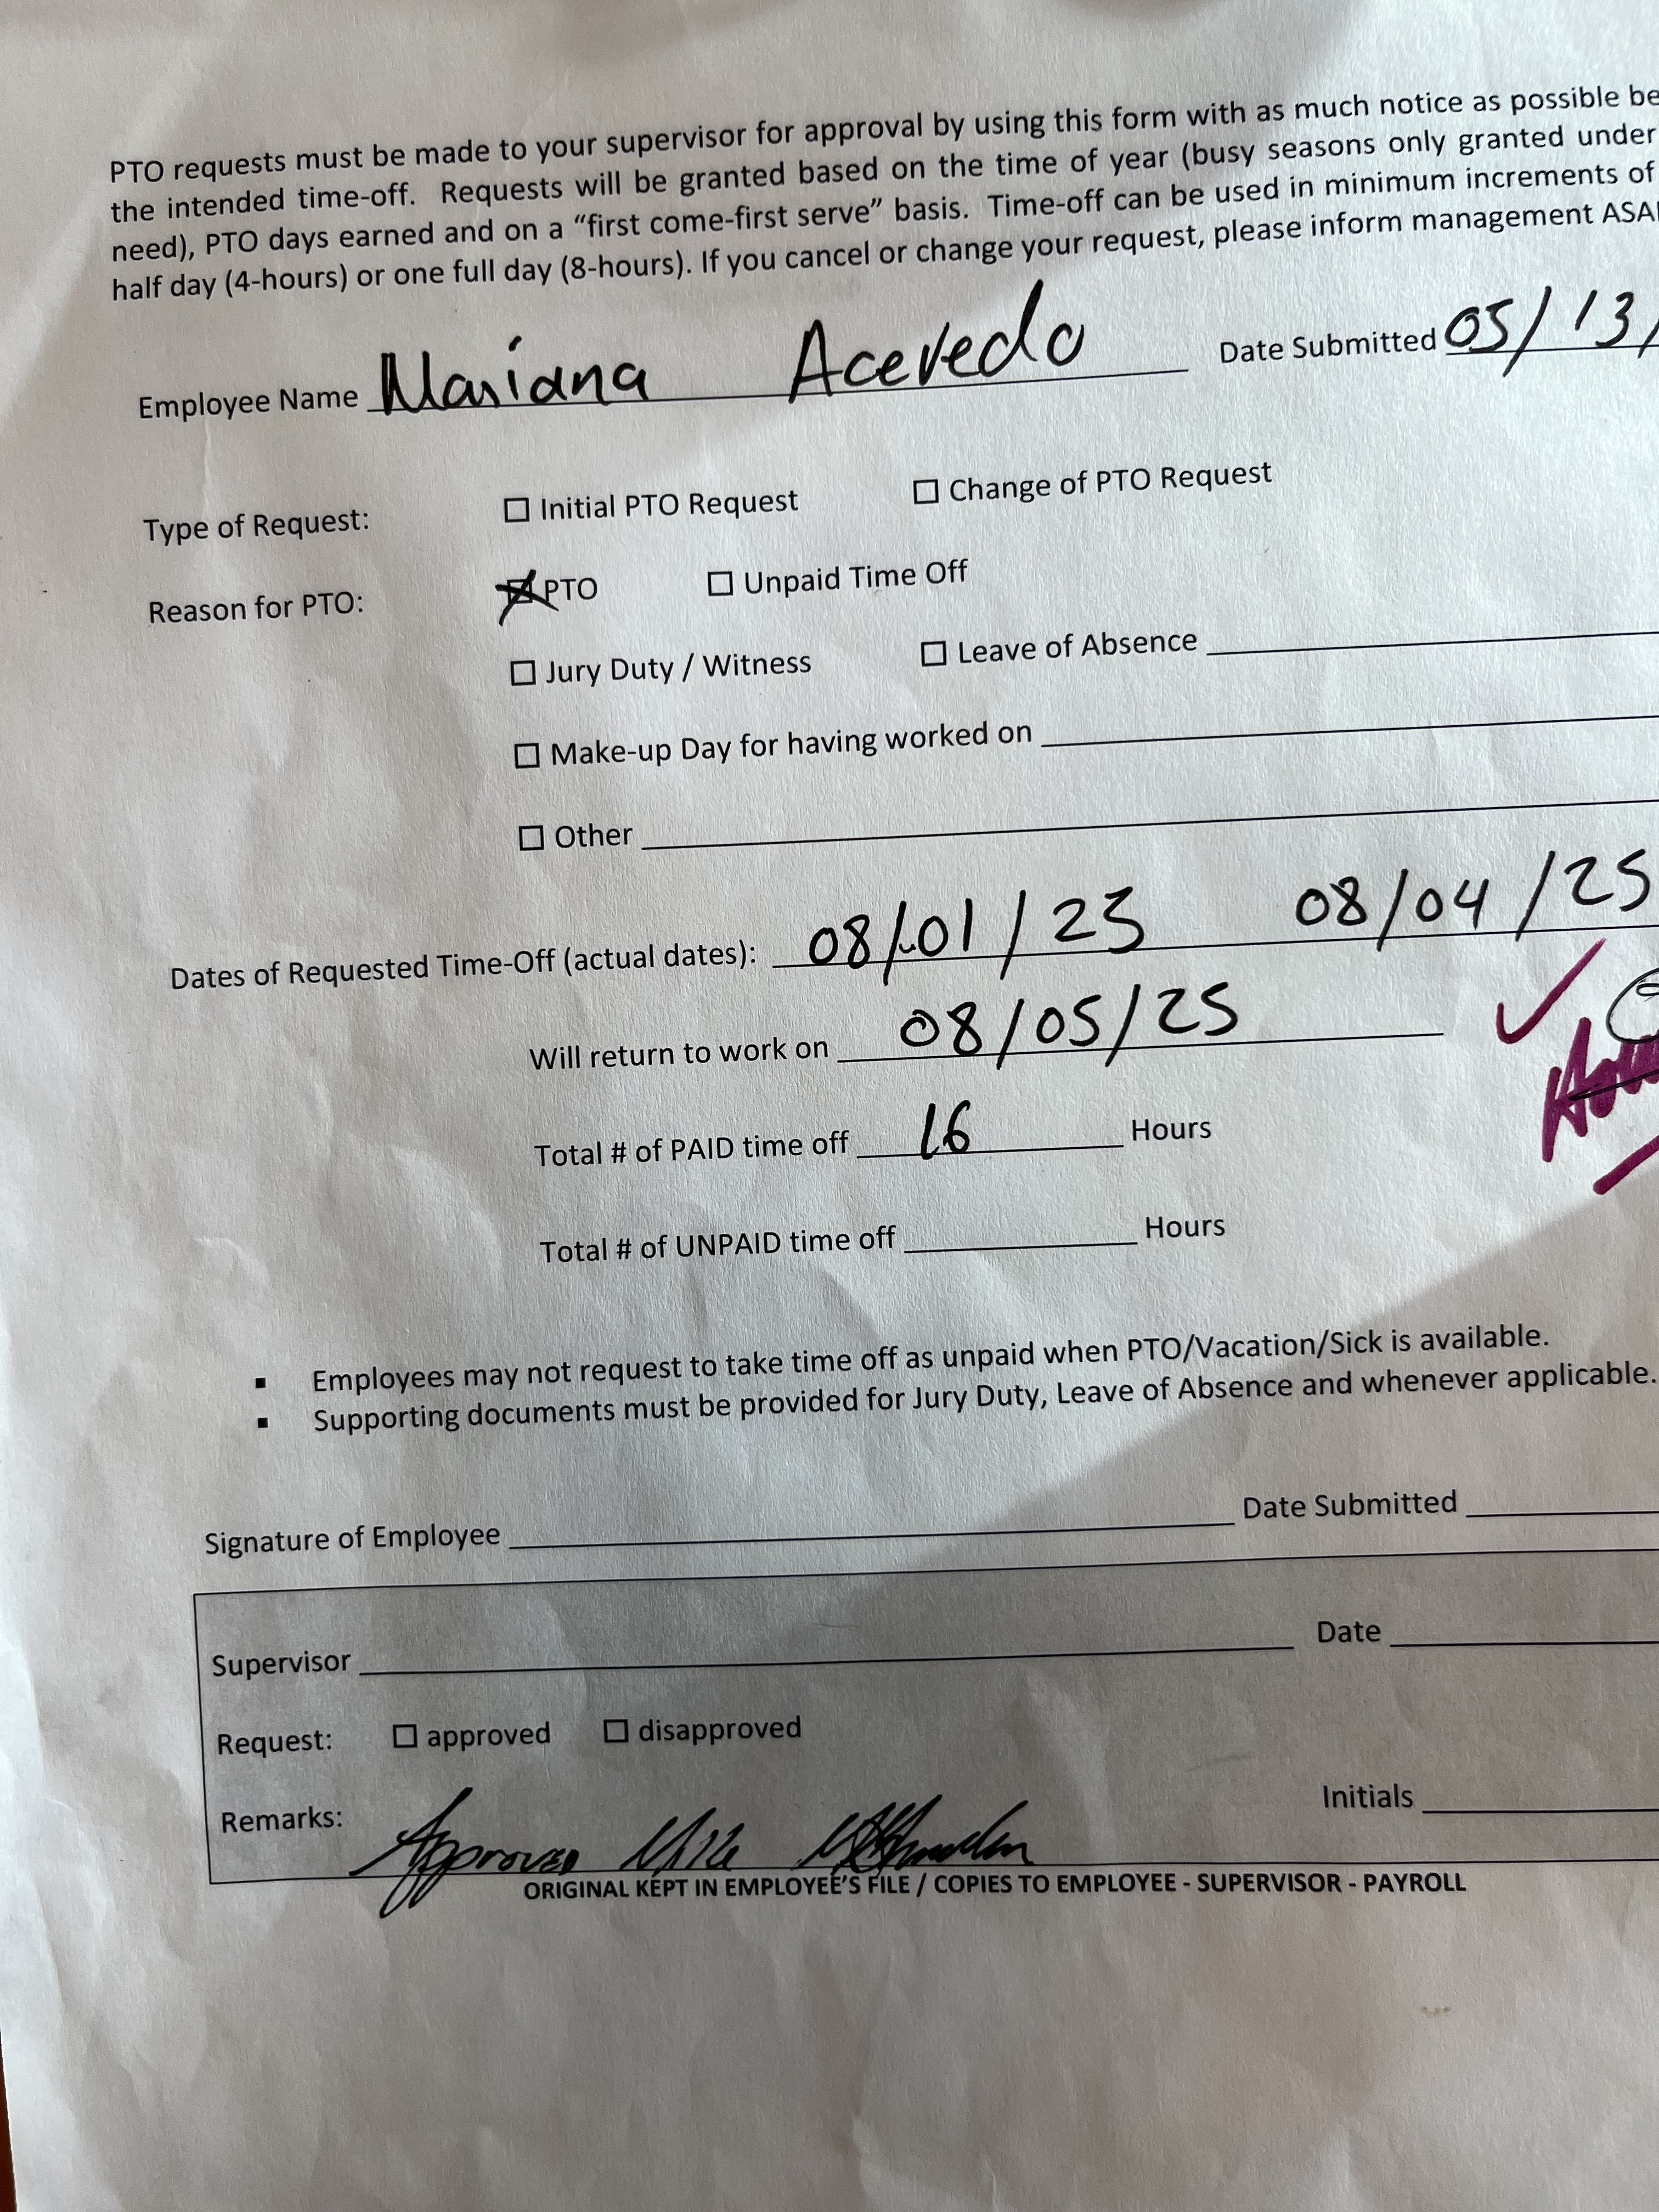 PTO requests must be made to your supervisor for approval by using this form with as much notice as possible be
the intended time-off. Requests will be granted based on the time of year (busy seasons only granted under
need), PTO days earned and on a “first come-first serve” basis. Time-off can be used in minimum increments of
half day (4-hours) or one full day (8-hours). If you cancel or change your request, please inform management ASA
Employee Name Mariana Acevedo Date Submitted 05/13/
Type of Request: ☐ Initial PTO Request ☐ Change of PTO Request
Reason for PTO: ☒ PTO ☐ Unpaid Time Off
☐ Jury Duty / Witness ☐ Leave of Absence
☐ Make-up Day for having worked on
☐ Other
Dates of Requested Time-Off (actual dates): 08/01/25 08/04/25
Will return to work on 08/05/25
Total # of PAID time off 16 Hours
Total # of UNPAID time off Hours
▪ Employees may not request to take time off as unpaid when PTO/Vacation/Sick is available.
▪ Supporting documents must be provided for Jury Duty, Leave of Absence and whenever applicable.
Signature of Employee Date Submitted
Supervisor Date
Request: ☐ approved ☐ disapproved
Remarks: Approved Initials
ORIGINAL KEPT IN EMPLOYEE’S FILE / COPIES TO EMPLOYEE - SUPERVISOR - PAYROLL